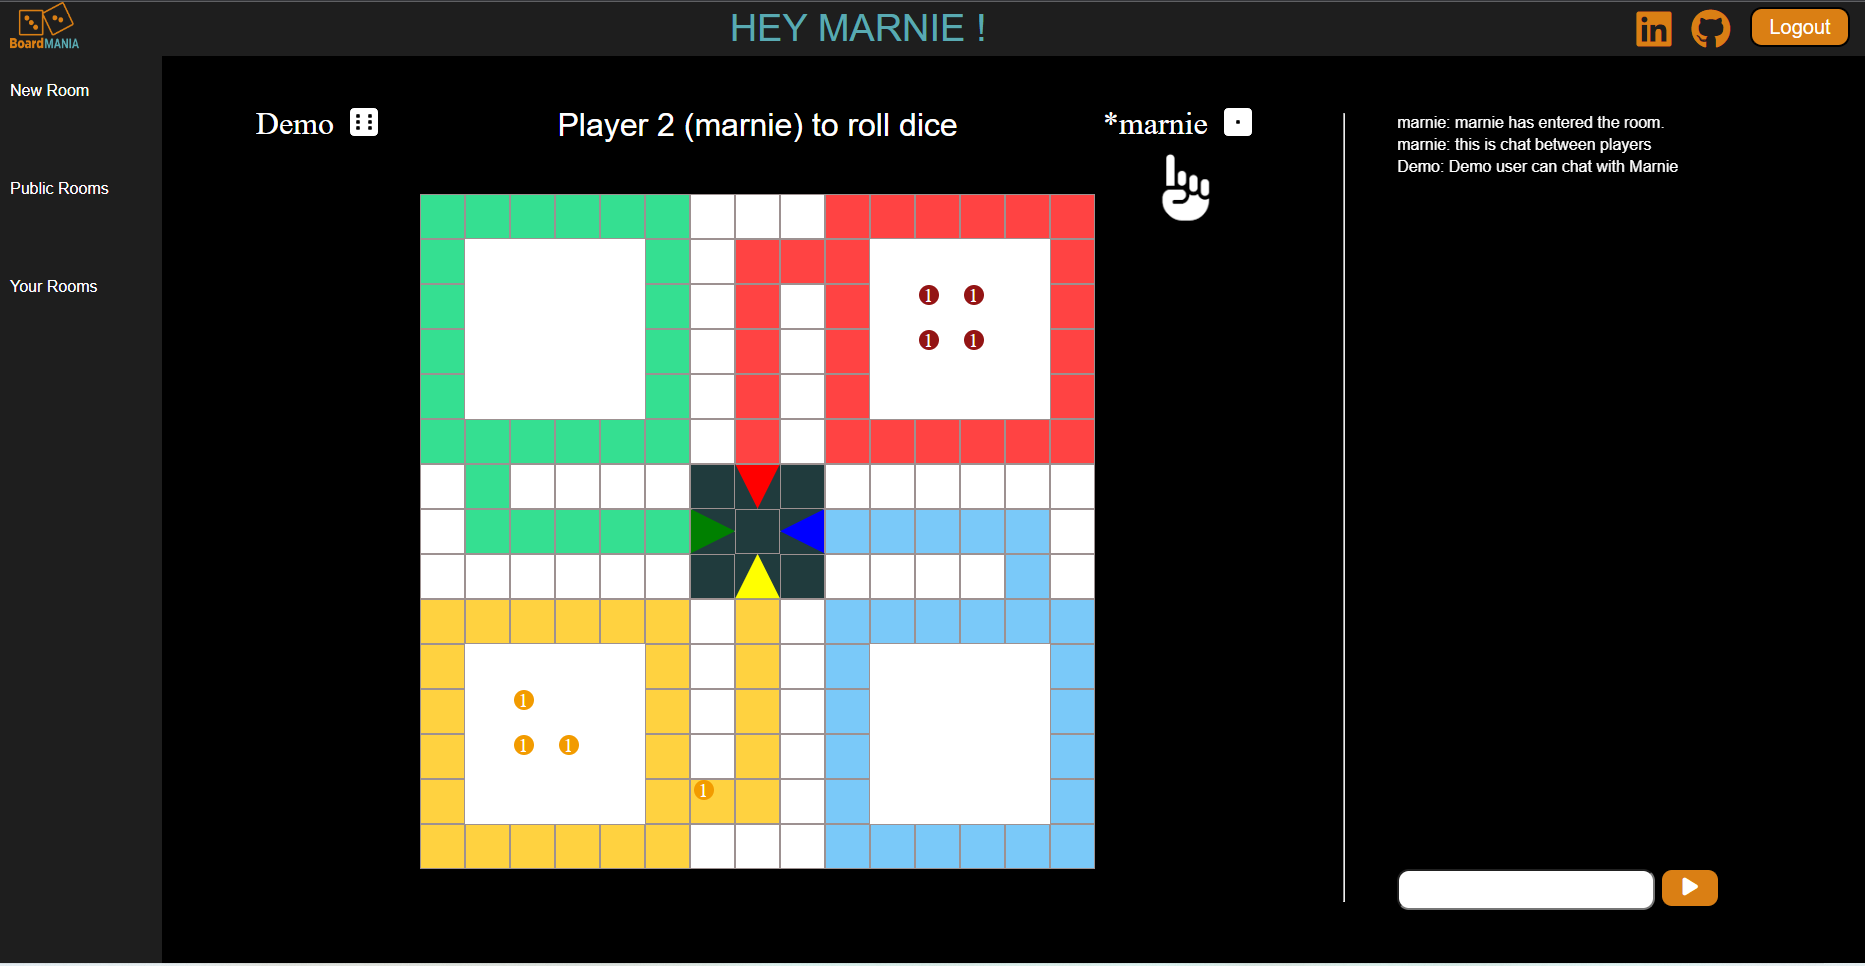 BoardMANIA
HEY MARNIE !
Logout
New Room
Public Rooms
Your Rooms
Demo
Player 2 (marnie) to roll dice
*marnie
marnie: marnie has entered the room.
marnie: this is chat between players
Demo: Demo user can chat with Marnie
1 1
1 1
1
1 1
1